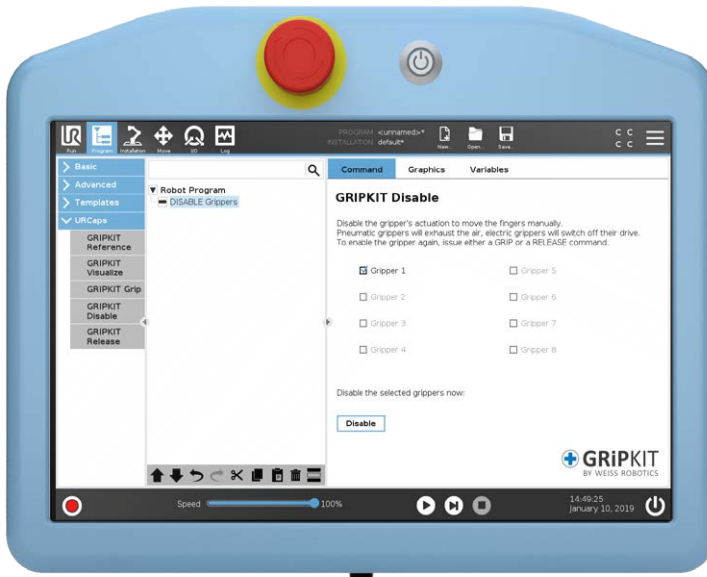 UR
Run
Program
Installation
Move
I/O
Log
PROGRAM <unnamed>*
INSTALLATION default*
New...
Open...
Save...
C C
C C
Basic
Advanced
Templates
URCaps
GRIPKIT
Reference
GRIPKIT
Visualize
GRIPKIT Grip
GRIPKIT
Disable
GRIPKIT
Release
Robot Program
DISABLE Grippers
Command Graphics Variables
GRIPKIT Disable
Disable the gripper's actuation to move the fingers manually.
Pneumatic grippers will exhaust the air, electric grippers will switch off their drive.
To enable the gripper again, issue either a GRIP or a RELEASE command.
Gripper 1 Gripper 5
Gripper 2 Gripper 6
Gripper 3 Gripper 7
Gripper 4 Gripper 8
Disable the selected grippers now:
Disable
GRiPKIT
BY WEISS ROBOTICS
Speed 100%
14:49:25
January 10, 2019